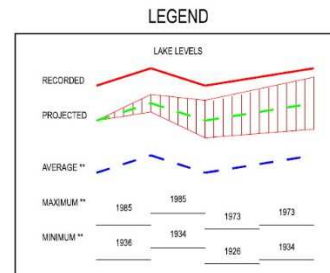 LEGEND
LAKE LEVELS
RECORDED
PROJECTED
AVERAGE **
MAXIMUM **
1985
1985
1973
1973
MINIMUM **
1936
1934
1926
1934